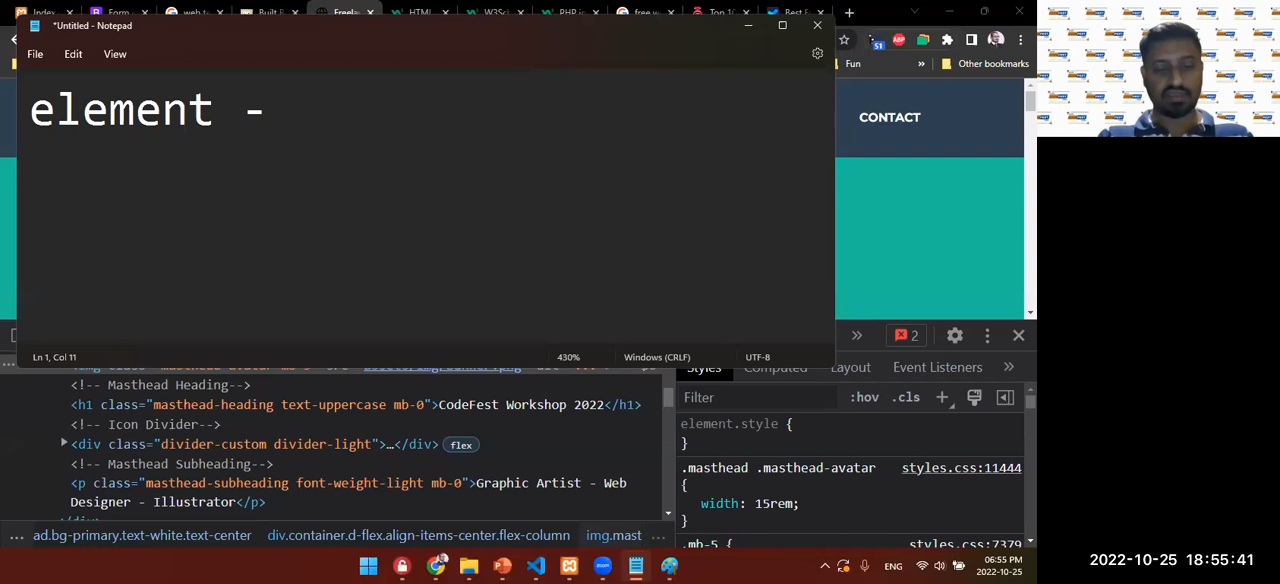 *Untitled - Notepad
File Edit View
element -
Ln 1, Col 11 430% Windows (CRLF) UTF-8
Fun » Other bookmarks
51
ABP
CONTACT
» 2
Styles Computed Layout Event Listeners »
Filter :hov .cls +
element.style {
}
.masthead .masthead-avatar styles.css:11444
{
width: 15rem;
}
.mb-5 { styles.css:7379
<!-- Masthead Heading-->
<h1 class="masthead-heading text-uppercase mb-0">CodeFest Workshop 2022</h1>
<!-- Icon Divider-->
<div class="divider-custom divider-light">…</div> flex
<!-- Masthead Subheading-->
<p class="masthead-subheading font-weight-light mb-0">Graphic Artist - Web
Designer - Illustrator</p>
... ad.bg-primary.text-white.text-center div.container.d-flex.align-items-center.flex-column img.mast ...
zoom
ENG 06:55 PM
2022-10-25
2022-10-25 18:55:41